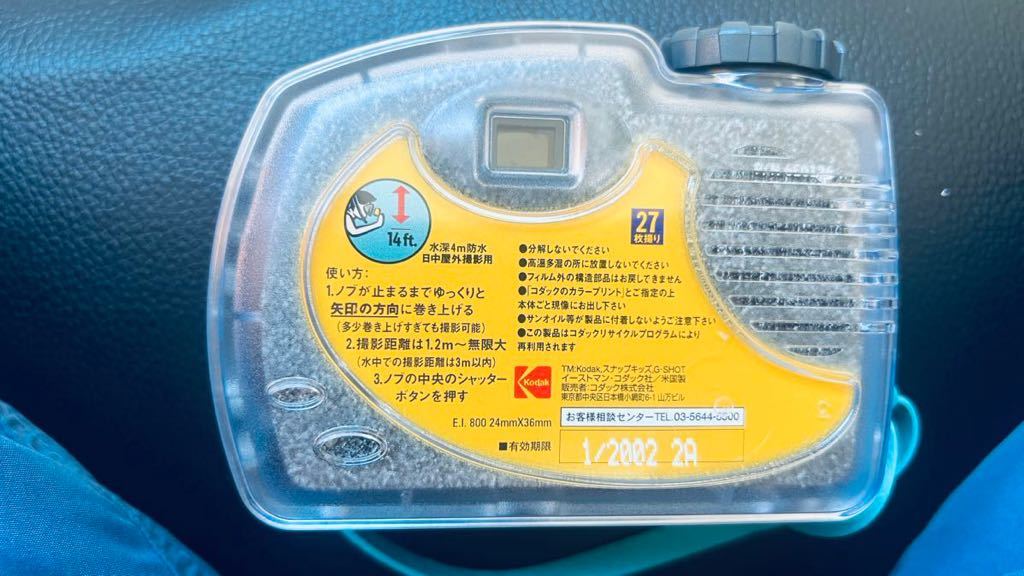 14ft.
水深4m防水
日中屋外撮影用
使い方:
1.ノブが止まるまでゆっくりと
矢印の方向に巻き上げる
(多少巻き上げすぎても撮影可能)
2.撮影距離は1.2m〜無限大
(水中での撮影距離は3m以内)
3.ノブの中央のシャッター
ボタンを押す
E.I. 800 24mmX36mm
27
枚撮り
●分解しないでください
●高温多湿の所に放置しないでください
●フィルム外の構造部品はお戻しできません
●「コダックのカラープリント」とご指定の上
本体ごと現像にお出し下さい
●サンオイル等が製品に付着しないようご注意下さい
●この製品はコダックリサイクルプログラムにより
再利用されます
Kodak
TM:Kodak,スナップキッズ,G-SHOT
イーストマン・コダック社/米国製
販売者:コダック株式会社
東京都中央区日本橋小網町6-1 山万ビル
お客様相談センターTEL.03-5644-5500
■有効期限
1/2002 2A